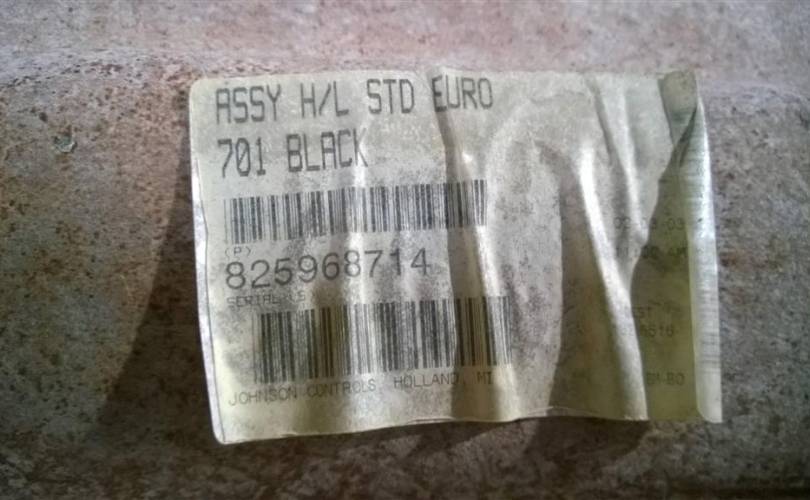 ASSY H/L STD EURO
701 BLACK
(P)
825968714
SERIAL
JOHNSON CONTROLS, HOLLAND, MI